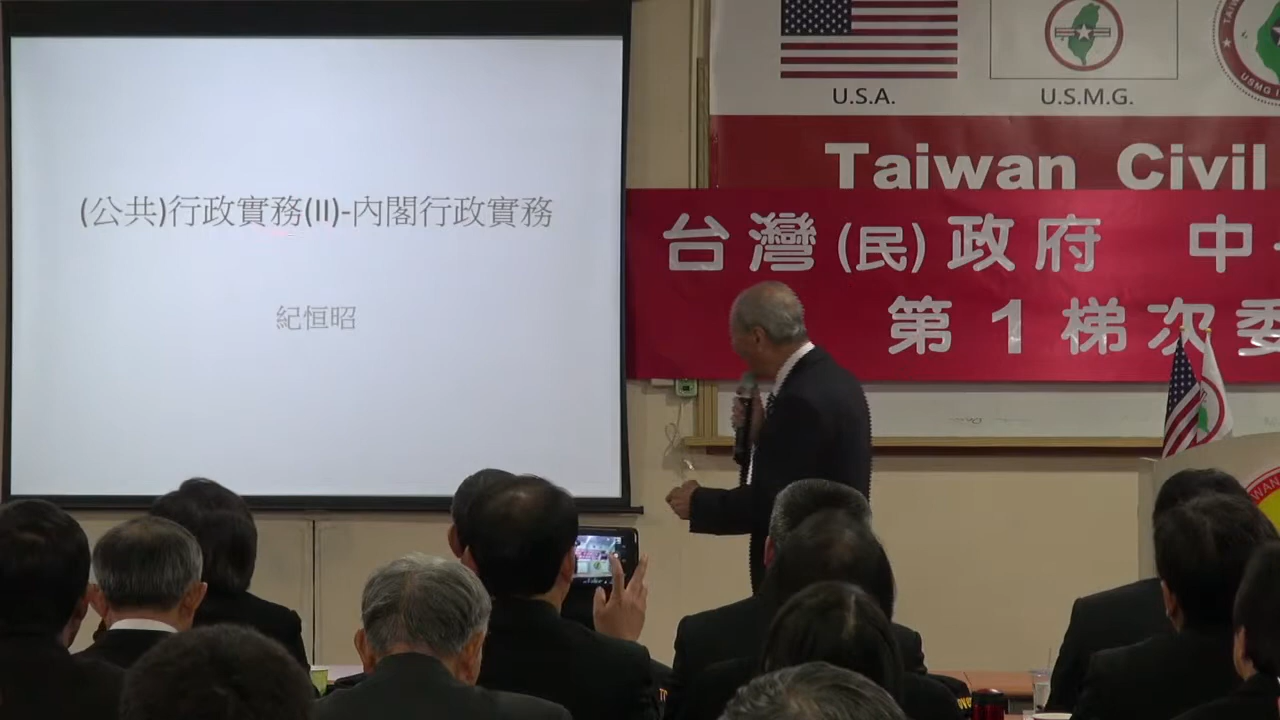 (公共)行政實務(II)-內閣行政實務
紀恒昭
U.S.A.
U.S.M.G.
Taiwan Civil
台灣(民)政府 中
第1梯次委